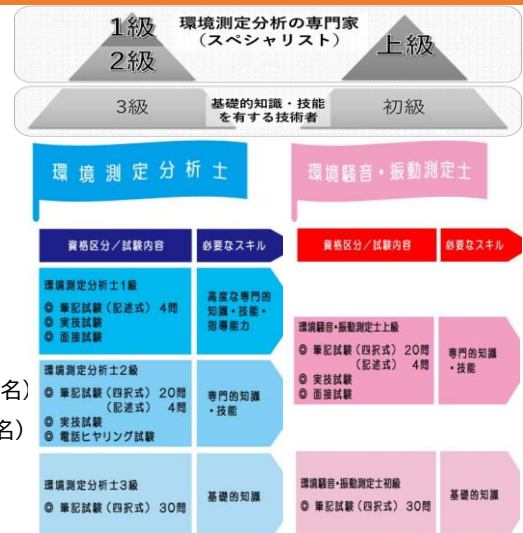 1級
2級
環境測定分析の専門家
（スペシャリスト）
上級
3級
基礎的知識・技能
を有する技術者
初級
環境測定分析士
資格区分／試験内容
必要なスキル
環境測定分析士1級
◎ 筆記試験（記述式） 4問
◎ 実技試験
◎ 面接試験
高度な専門的
知識・技能・
指導能力
環境測定分析士2級
◎ 筆記試験（四択式） 20問
（記述式） 4問
◎ 実技試験
◎ 電話ヒヤリング試験
専門的知識
・技能
環境測定分析士3級
◎ 筆記試験（四択式） 30問
基礎的知識
環境騒音・振動測定士
資格区分／試験内容
必要なスキル
環境騒音・振動測定士上級
◎ 筆記試験（四択式） 20問
（記述式） 4問
◎ 実技試験
◎ 面接試験
専門的知識
・技能
環境騒音・振動測定士初級
◎ 筆記試験（四択式） 30問
基礎的知識
名）
名）